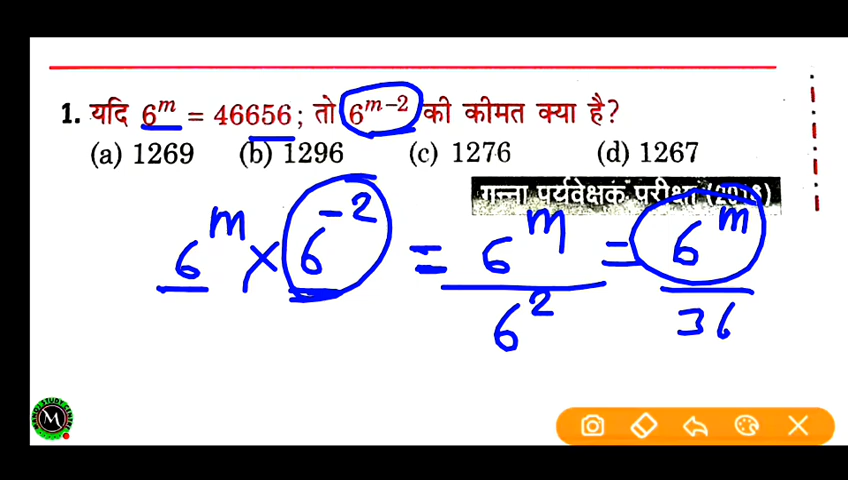 1. यदि 6^m = 46656; तो 6^{m-2} की कीमत क्या है?
(a) 1269 (b) 1296 (c) 1276 (d) 1267
गन्ना पर्यवेक्षक परीक्षा (2016)
6^m × 6^{-2} = 6^m / 6^2 = 6^m / 36
M